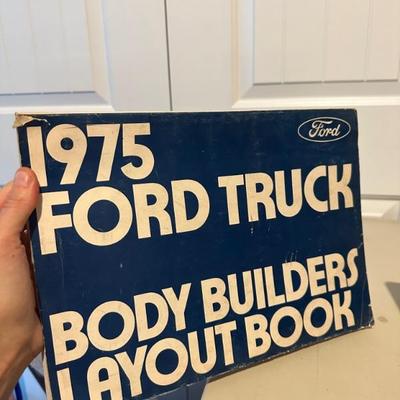 1975
Ford
FORD TRUCK
BODY BUILDERS
LAYOUT BOOK